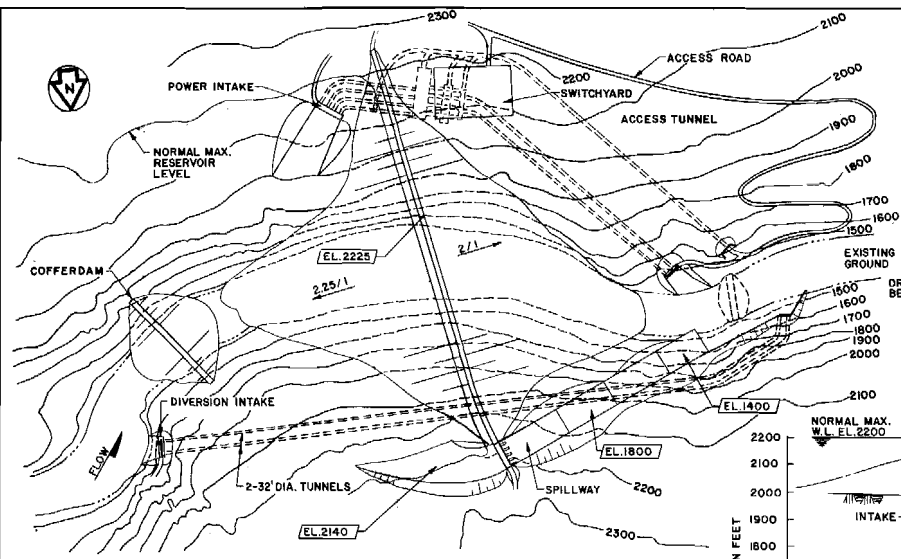 2300
2100
N
ACCESS ROAD
2200
POWER INTAKE
SWITCHYARD
2000
ACCESS TUNNEL
1900
NORMAL MAX.
RESERVOIR
LEVEL
1800
1700
1600
1500
EL.2225
2/1
EXISTING
GROUND
COFFERDAM
2.25/1
DR
BE
1500
1600
1700
1800
1900
2000
DIVERSION INTAKE
2100
EL.1400
NORMAL MAX.
W.L. EL.2200
FLOW
EL.1800
2200
2-32' DIA. TUNNELS
SPILLWAY
2200
2100
EL.2140
2000
INTAKE
2300
1900
1800
N FEET